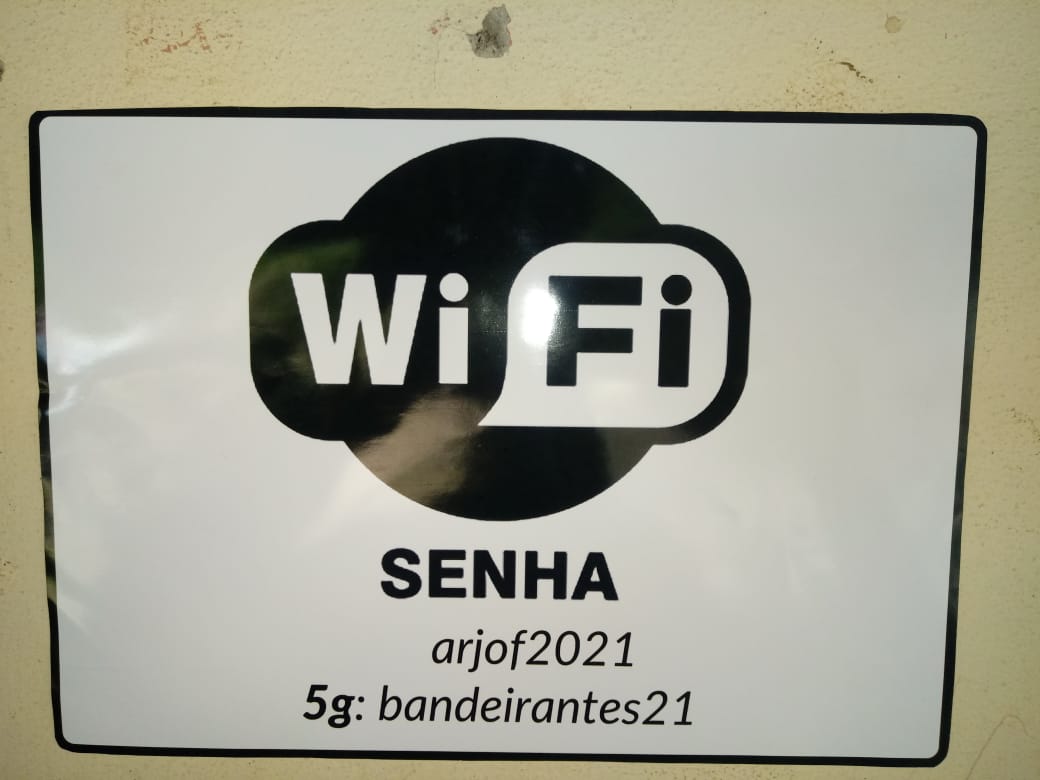 WiFi
SENHA
arjof2021
5g: bandeirantes21